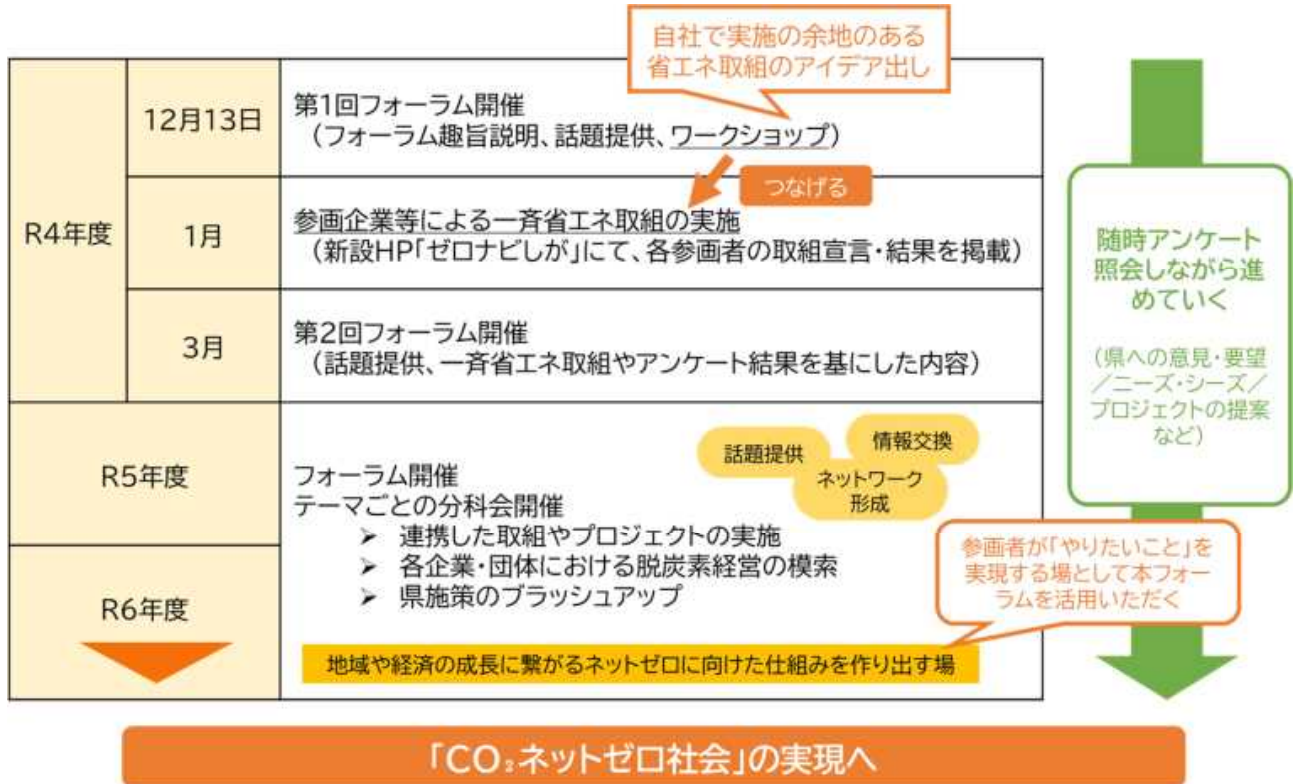 自社で実施の余地のある
省エネ取組のアイデア出し
R4年度
12月13日
第1回フォーラム開催
（フォーラム趣旨説明、話題提供、ワークショップ）
つなげる
1月
参画企業等による一斉省エネ取組の実施
（新設HP「ゼロナビしが」にて、各参画者の取組宣言・結果を掲載）
3月
第2回フォーラム開催
（話題提供、一斉省エネ取組やアンケート結果を基にした内容）
R5年度
R6年度
フォーラム開催
テーマごとの分科会開催
➢ 連携した取組やプロジェクトの実施
➢ 各企業・団体における脱炭素経営の模索
➢ 県施策のブラッシュアップ
話題提供
情報交換
ネットワーク
形成
地域や経済の成長に繋がるネットゼロに向けた仕組みを作り出す場
随時アンケート
照会しながら進
めていく
（県への意見・要望
／ニーズ・シーズ／
プロジェクトの提案
など）
参画者が「やりたいこと」を
実現する場として本フォー
ラムを活用いただく
「CO₂ネットゼロ社会」の実現へ